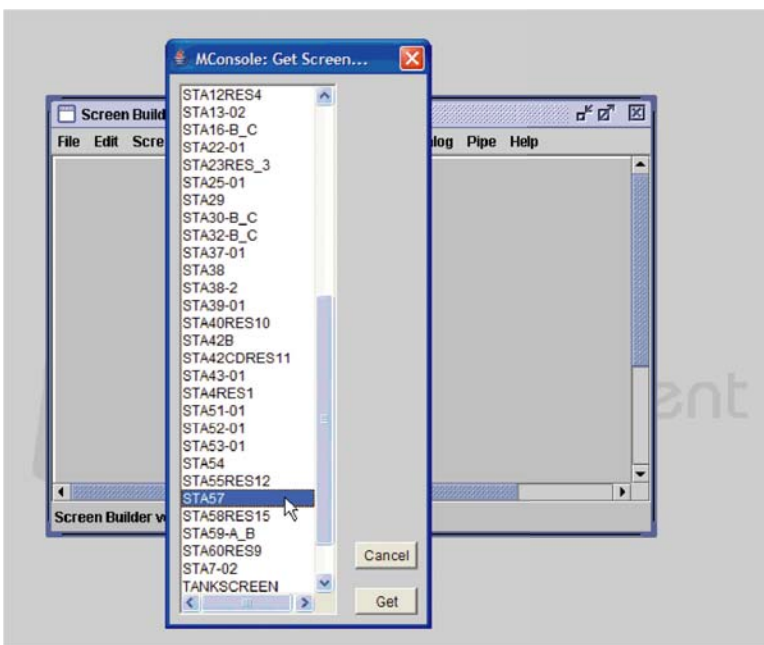 MConsole: Get Screen...
Screen Build
File Edit Scre
log Pipe Help
STA12RES4
STA13-02
STA16-B_C
STA22-01
STA23RES_3
STA25-01
STA29
STA30-B_C
STA32-B_C
STA37-01
STA38
STA38-2
STA39-01
STA40RES10
STA42B
STA42CDRES11
STA43-01
STA4RES1
STA51-01
STA52-01
STA53-01
STA54
STA55RES12
STA57
STA58RES15
STA59-A_B
STA60RES9
STA7-02
TANKSCREEN
Cancel
Get
Screen Builder v
ent